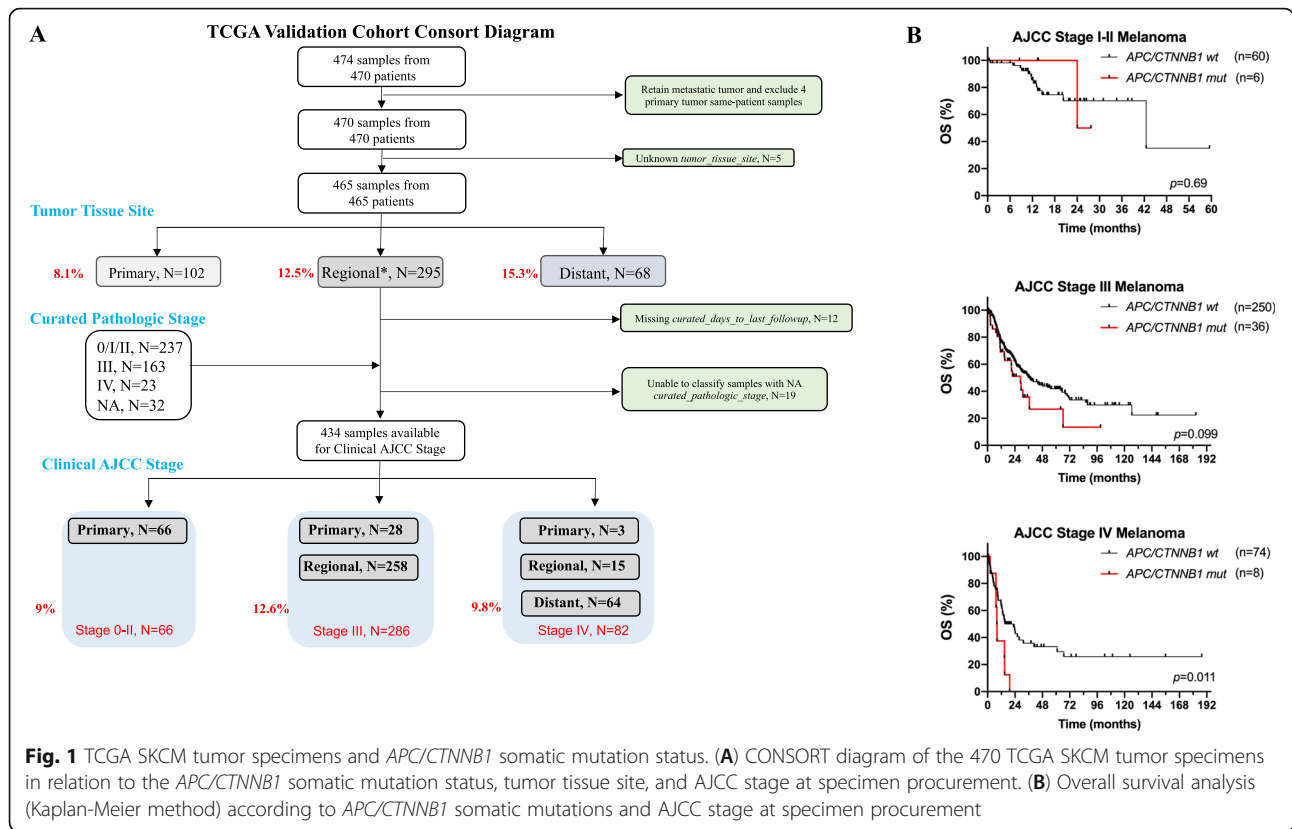 A
TCGA Validation Cohort Consort Diagram
474 samples from
470 patients
Retain metastatic tumor and exclude 4
primary tumor same-patient samples
470 samples from
470 patients
Unknown tumor_tissue_site, N=5
465 samples from
465 patients
Tumor Tissue Site
8.1%
Primary, N=102
12.5%
Regional*, N=295
15.3%
Distant, N=68
Curated Pathologic Stage
Missing curated_days_to_last_followup, N=12
0/I/II, N=237
III, N=163
IV, N=23
NA, N=32
Unable to classify samples with NA
curated_pathologic_stage, N=19
434 samples available
for Clinical AJCC Stage
Clinical AJCC Stage
Primary, N=66
9%
Stage 0-II, N=66
Primary, N=28
Regional, N=258
12.6%
Stage III, N=286
Primary, N=3
Regional, N=15
Distant, N=64
9.8%
Stage IV, N=82
B
AJCC Stage I-II Melanoma
APC/CTNNB1 wt (n=60)
APC/CTNNB1 mut (n=6)
OS (%)
100
80
60
40
20
0
p=0.69
0 6 12 18 24 30 36 42 48 54 60
Time (months)
AJCC Stage III Melanoma
APC/CTNNB1 wt (n=250)
APC/CTNNB1 mut (n=36)
OS (%)
100
80
60
40
20
0
p=0.099
0 24 48 72 96 120 144 168 192
Time (months)
AJCC Stage IV Melanoma
APC/CTNNB1 wt (n=74)
APC/CTNNB1 mut (n=8)
OS (%)
100
80
60
40
20
0
p=0.011
0 24 48 72 96 120 144 168 192
Time (months)
Fig. 1 TCGA SKCM tumor specimens and APC/CTNNB1 somatic mutation status. (A) CONSORT diagram of the 470 TCGA SKCM tumor specimens
in relation to the APC/CTNNB1 somatic mutation status, tumor tissue site, and AJCC stage at specimen procurement. (B) Overall survival analysis
(Kaplan-Meier method) according to APC/CTNNB1 somatic mutations and AJCC stage at specimen procurement